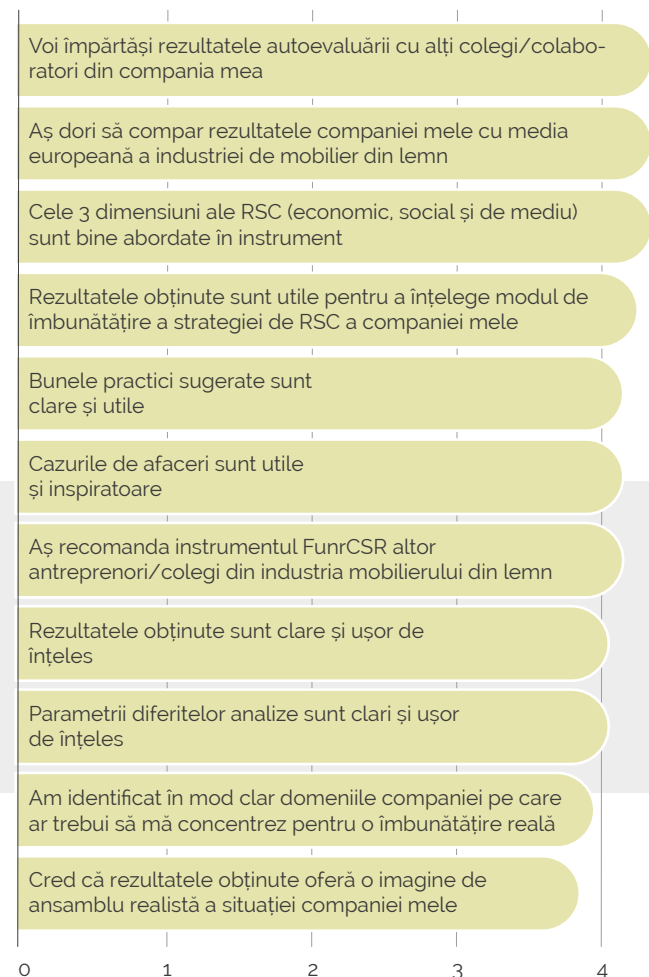 Voi împărtăși rezultatele autoevaluării cu alți colegi/colabo-
ratori din compania mea
Aș dori să compar rezultatele companiei mele cu media
europeană a industriei de mobilier din lemn
Cele 3 dimensiuni ale RSC (economic, social și de mediu)
sunt bine abordate în instrument
Rezultatele obținute sunt utile pentru a înțelege modul de
îmbunătățire a strategiei de RSC a companiei mele
Bunele practici sugerate sunt
clare și utile
Cazurile de afaceri sunt utile
și inspiratoare
Aș recomanda instrumentul FunrCSR altor
antreprenori/colegi din industria mobilierului din lemn
Rezultatele obținute sunt clare și ușor de
înțeles
Parametrii diferitelor analize sunt clari și ușor
de înțeles
Am identificat în mod clar domeniile companiei pe care
ar trebui să mă concentrez pentru o îmbunătățire reală
Cred că rezultatele obținute oferă o imagine de
ansamblu realistă a situației companiei mele
0 1 2 3 4